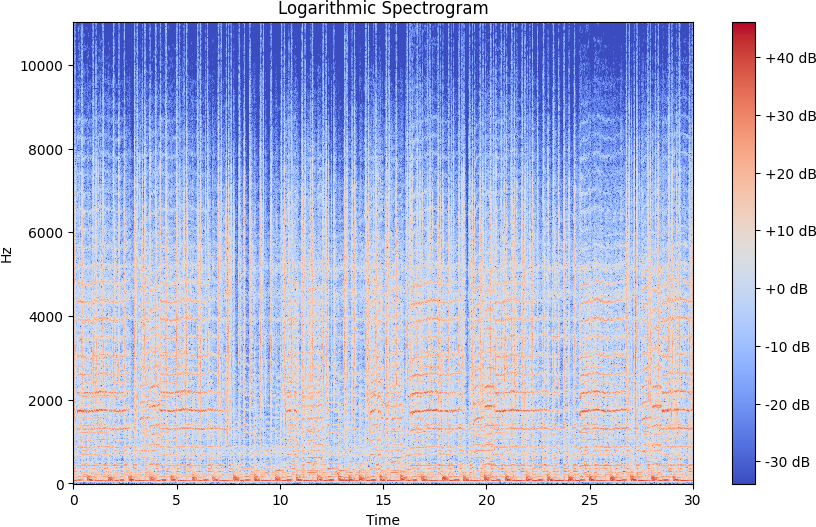 Logarithmic Spectrogram
Hz
10000
8000
6000
4000
2000
0
0 5 10 15 20 25 30
Time
+40 dB
+30 dB
+20 dB
+10 dB
+0 dB
-10 dB
-20 dB
-30 dB